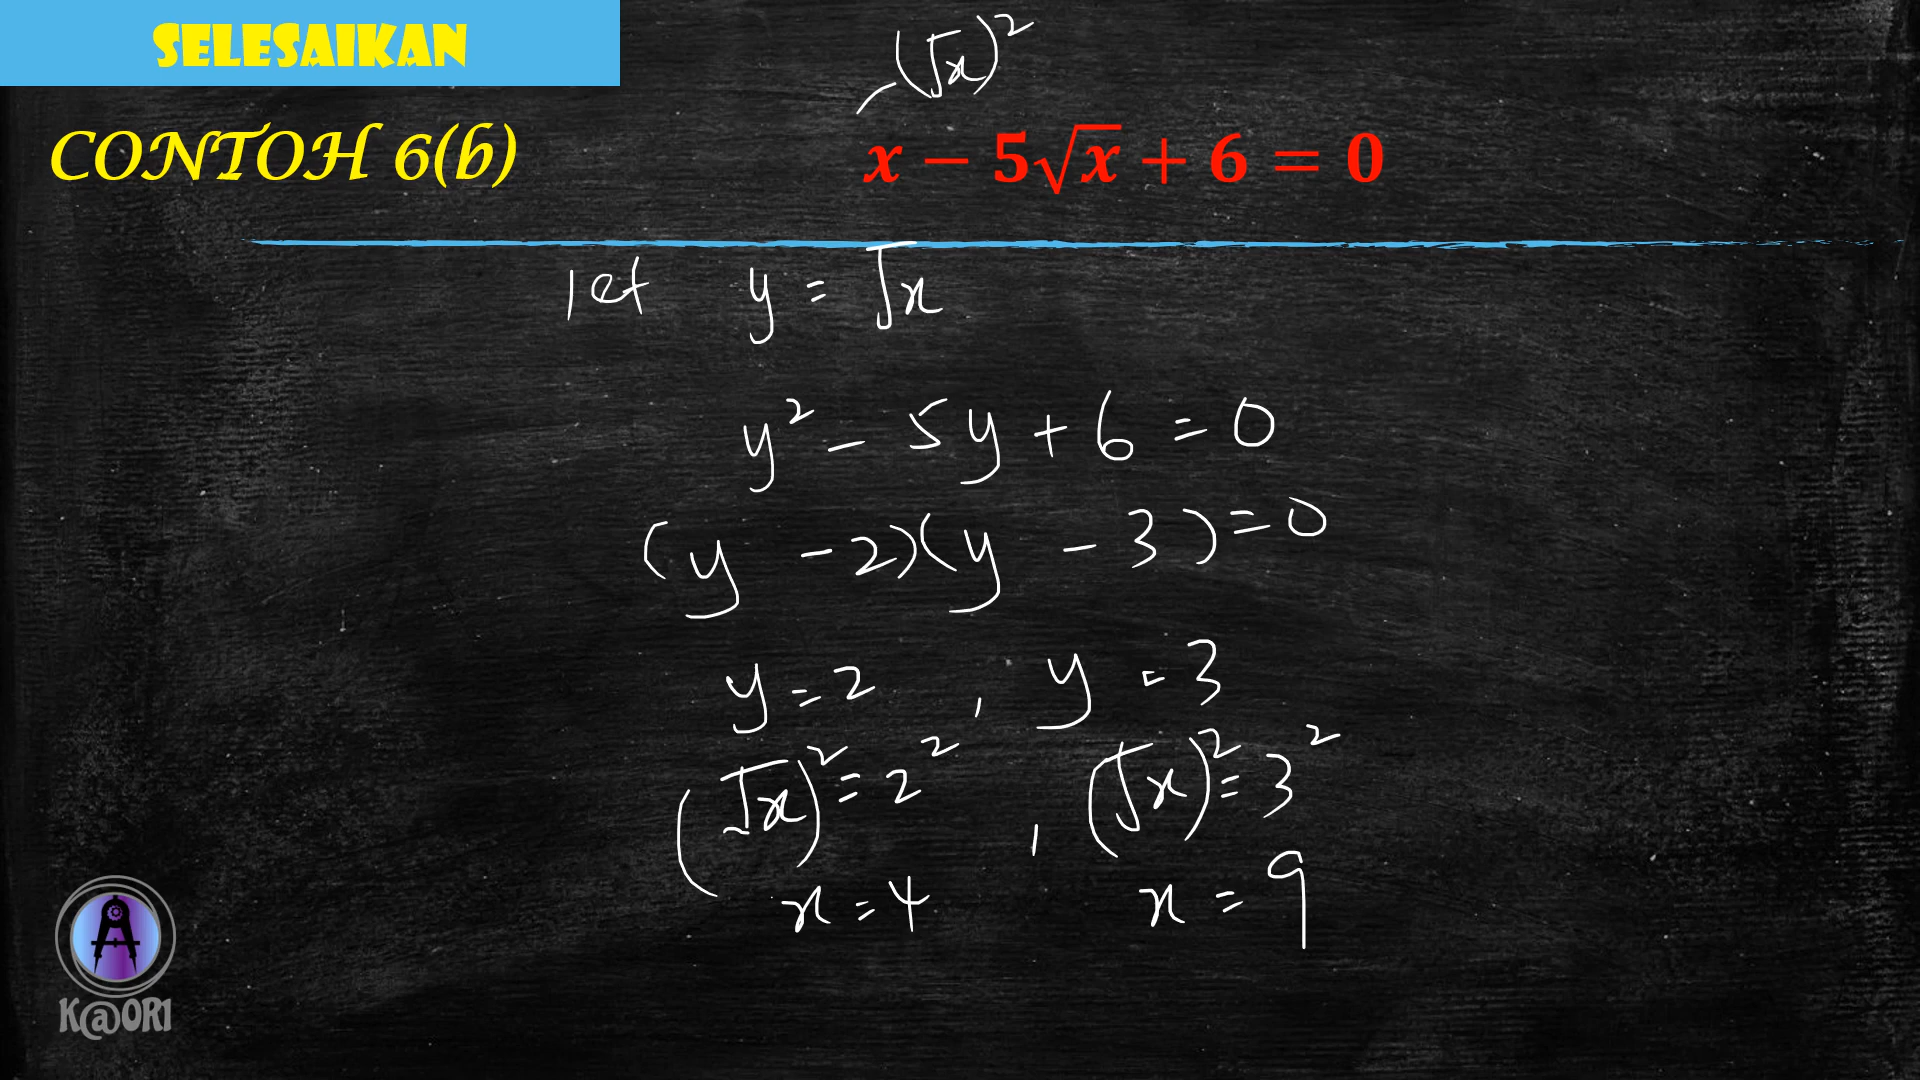 SELESAIKAN
(√x)²
CONTOH 6(b)
x − 5√x + 6 = 0
let y = √x
y² − 5y + 6 = 0
(y − 2)(y − 3) = 0
y = 2 , y = 3
(√x)² = 2² , (√x)² = 3²
x = 4 x = 9
K@ORI